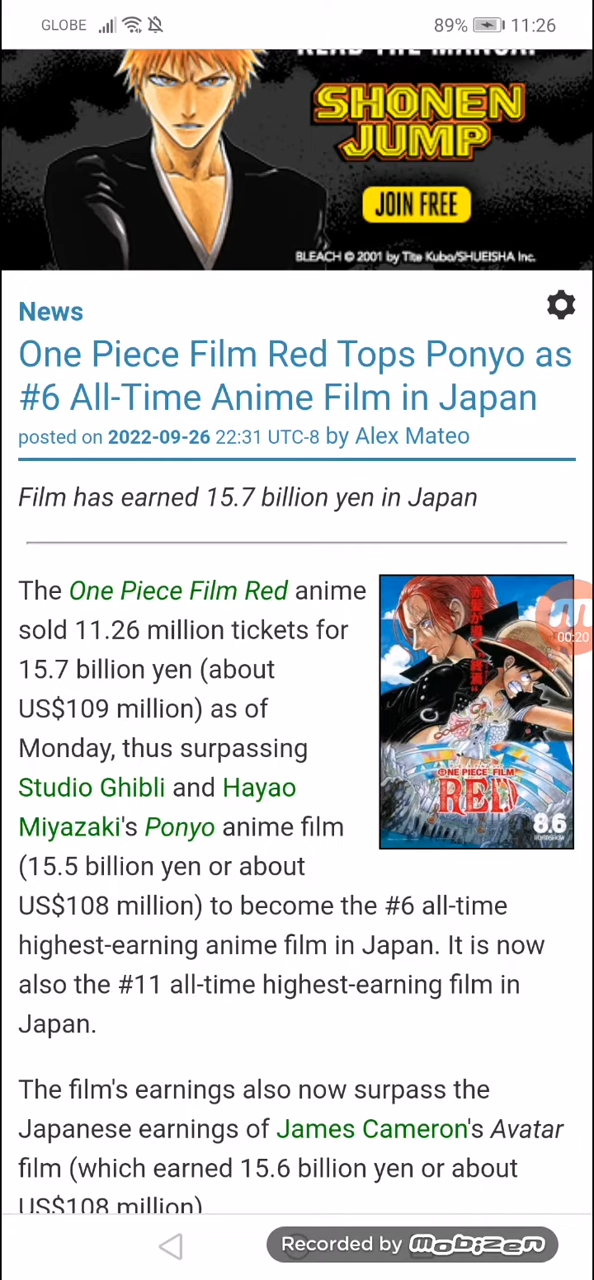 GLOBE
89% 11:26
READ THE MANGA!
SHONEN
JUMP
JOIN FREE
BLEACH © 2001 by Tite Kubo/SHUEISHA Inc.
News
One Piece Film Red Tops Ponyo as
#6 All-Time Anime Film in Japan
posted on 2022-09-26 22:31 UTC-8 by Alex Mateo
Film has earned 15.7 billion yen in Japan
The One Piece Film Red anime
sold 11.26 million tickets for
15.7 billion yen (about
US$109 million) as of
Monday, thus surpassing
Studio Ghibli and Hayao
Miyazaki's Ponyo anime film
(15.5 billion yen or about
US$108 million) to become the #6 all-time
highest-earning anime film in Japan. It is now
also the #11 all-time highest-earning film in
Japan.
ONE PIECE FILM
RED
8.6
00:20
The film's earnings also now surpass the
Japanese earnings of James Cameron's Avatar
film (which earned 15.6 billion yen or about
US$108 million)
Recorded by mobizen